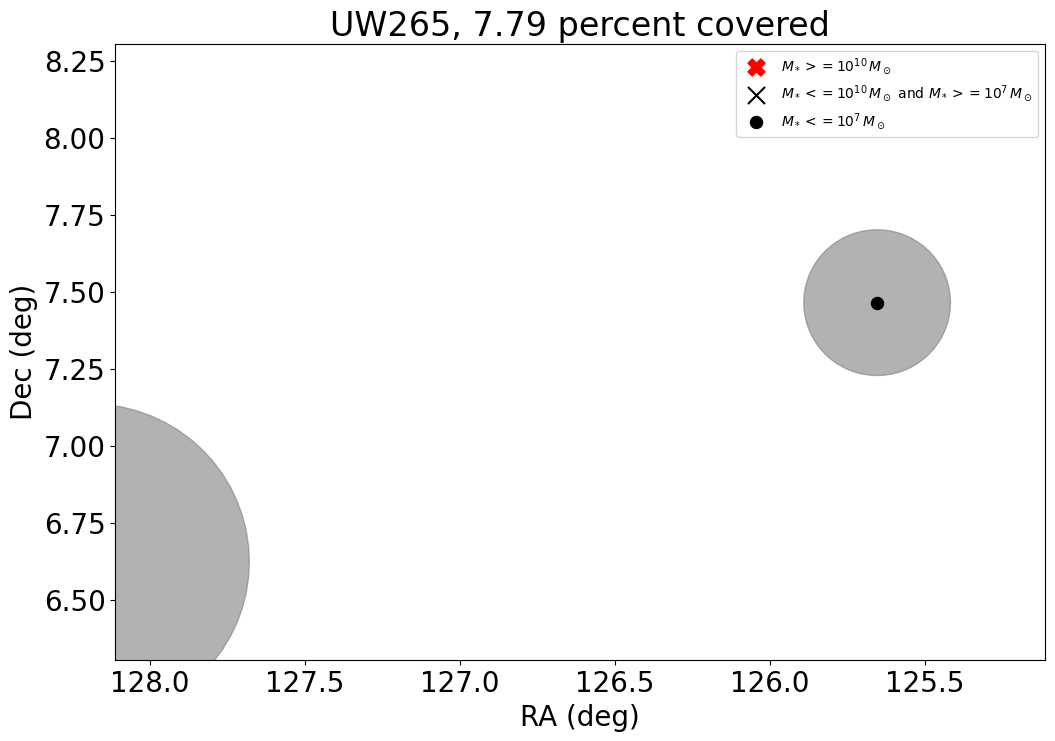 UW265, 7.79 percent covered
M* >= 10^10 M⊙
M* <= 10^10 M⊙ and M* >= 10^7 M⊙
M* <= 10^7 M⊙
8.25
8.00
7.75
7.50
7.25
7.00
6.75
6.50
Dec (deg)
128.0 127.5 127.0 126.5 126.0 125.5
RA (deg)